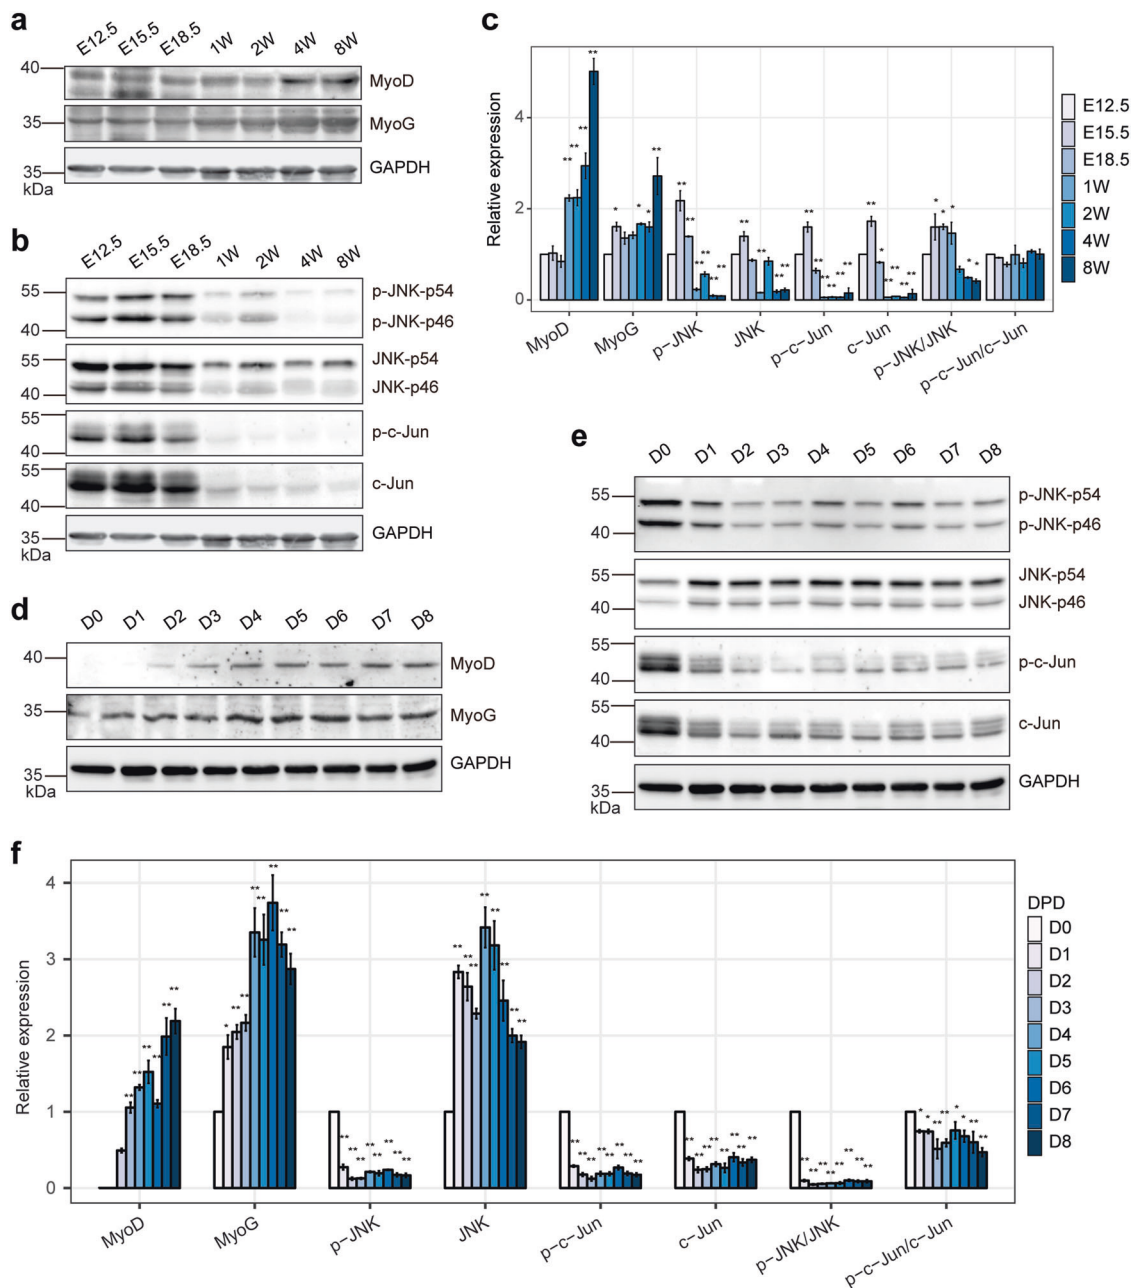 a
E12.5 E15.5 E18.5 1W 2W 4W 8W
40 MyoD
35 MyoG
35 GAPDH
kDa
b
E12.5 E15.5 E18.5 1W 2W 4W 8W
55 p-JNK-p54
40 p-JNK-p46
55 JNK-p54
40 JNK-p46
55 p-c-Jun
40
55 c-Jun
40
35 GAPDH
kDa
c
Relative expression
4
2
0
** ** ** ** **
* * * **
** * ** ** ** **
* ** ** **
** * ** ** ** **
** * ** ** ** **
* * * * *
MyoD MyoG p-JNK JNK p-c-Jun c-Jun p-JNK/JNK p-c-Jun/c-Jun
E12.5
E15.5
E18.5
1W
2W
4W
8W
d
D0 D1 D2 D3 D4 D5 D6 D7 D8
40 MyoD
35 MyoG
35 GAPDH
kDa
e
D0 D1 D2 D3 D4 D5 D6 D7 D8
55 p-JNK-p54
40 p-JNK-p46
55 JNK-p54
40 JNK-p46
55 p-c-Jun
40
55 c-Jun
40
35 GAPDH
kDa
f
Relative expression
4
3
2
1
0
** ** ** ** ** **
* ** ** ** ** ** ** **
** ** ** ** ** ** ** **
** ** ** ** ** ** ** **
** ** ** ** ** ** ** **
** ** ** ** ** ** ** **
** ** ** ** ** ** ** **
* * ** ** * * ** **
MyoD MyoG p-JNK JNK p-c-Jun c-Jun p-JNK/JNK p-c-Jun/c-Jun
DPD
D0
D1
D2
D3
D4
D5
D6
D7
D8